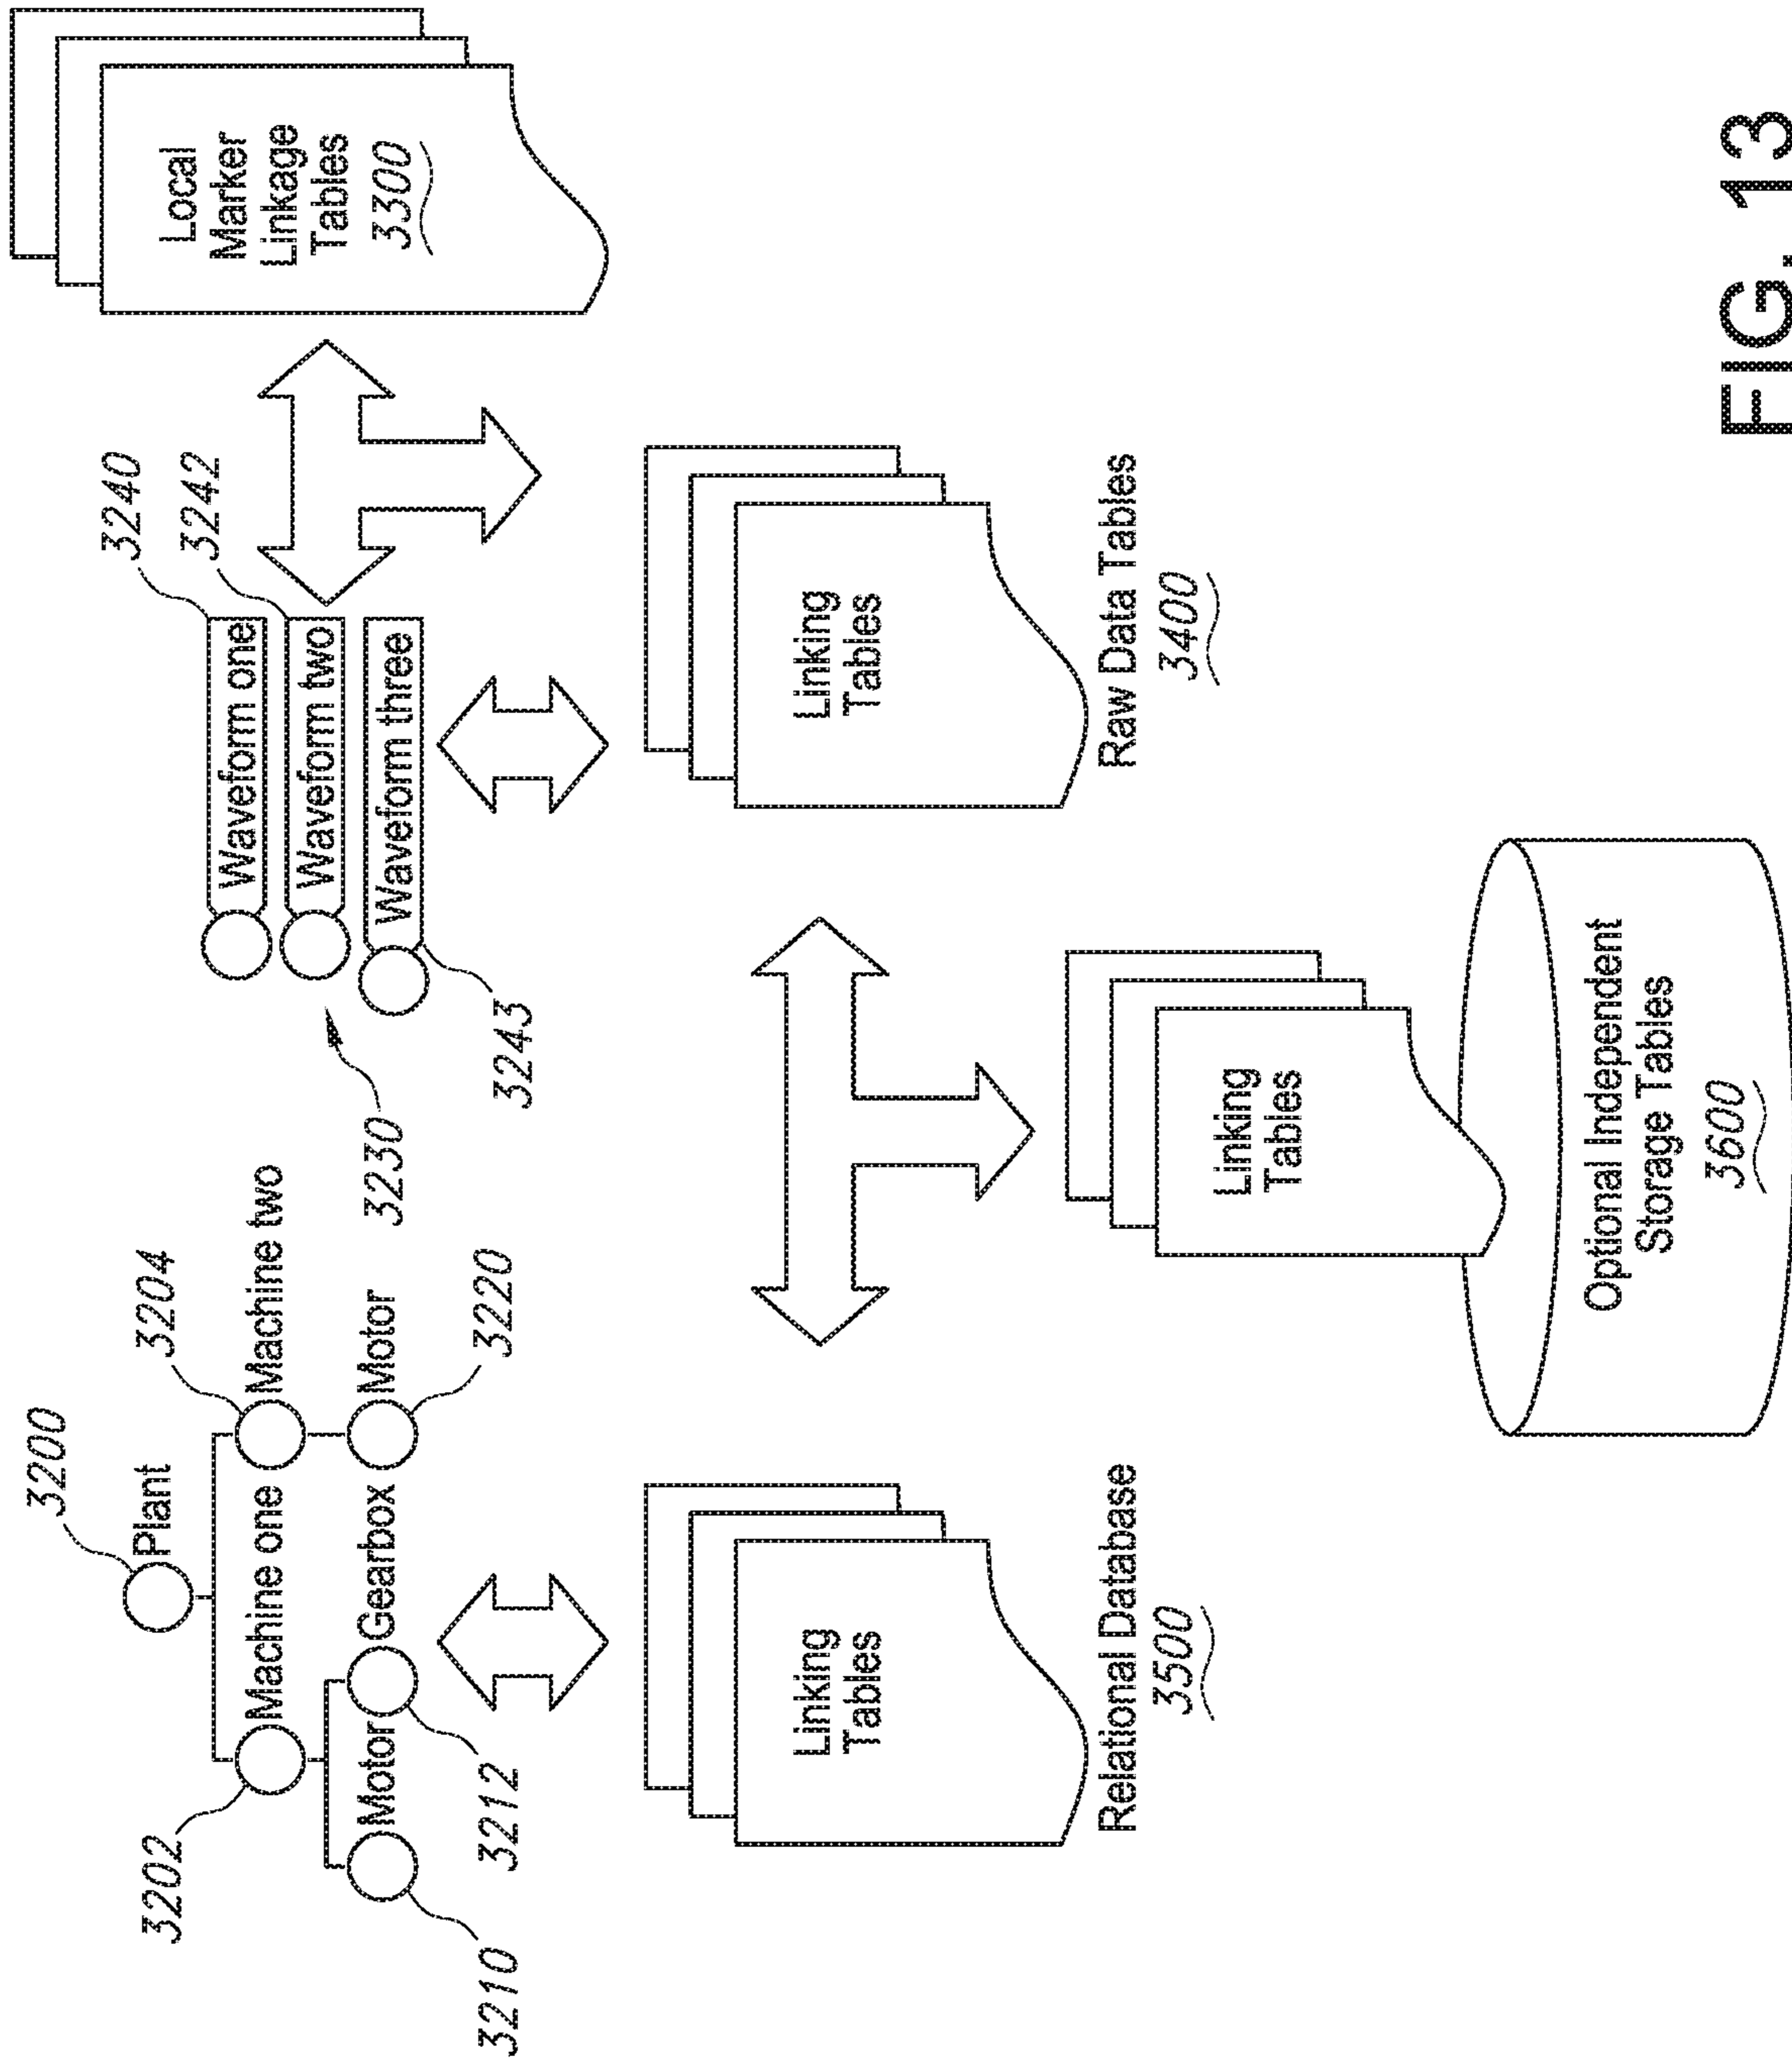 3200
Plant
3202
3204
Machine one
Machine two
Motor
Gearbox
Motor
3210
3212
3220
3230
3240
3242
Waveform one
Waveform two
Waveform three
3243
Local
Marker
Linkage
Tables
3300
Linking
Tables
Relational Database
3500
Linking
Tables
Raw Data Tables
3400
Linking
Tables
Optional Independent
Storage Tables
3600
FIG. 13